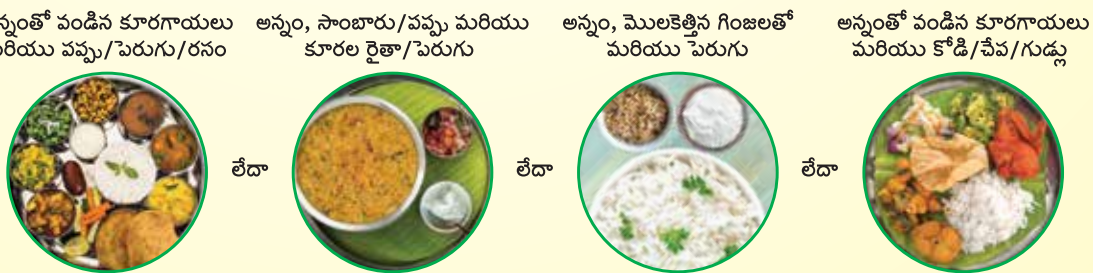 న్నంతో వండిన కూరగాయలు
రియు పప్పు/పెరుగు/రసం
అన్నం, సాంబారు/పప్పు మరియు
కూరల రైతా/పెరుగు
అన్నం, మొలకెత్తిన గింజలతో
మరియు పెరుగు
అన్నంతో వండిన కూరగాయలు
మరియు కోడి/చేప/గుడ్లు
లేదా
లేదా
లేదా